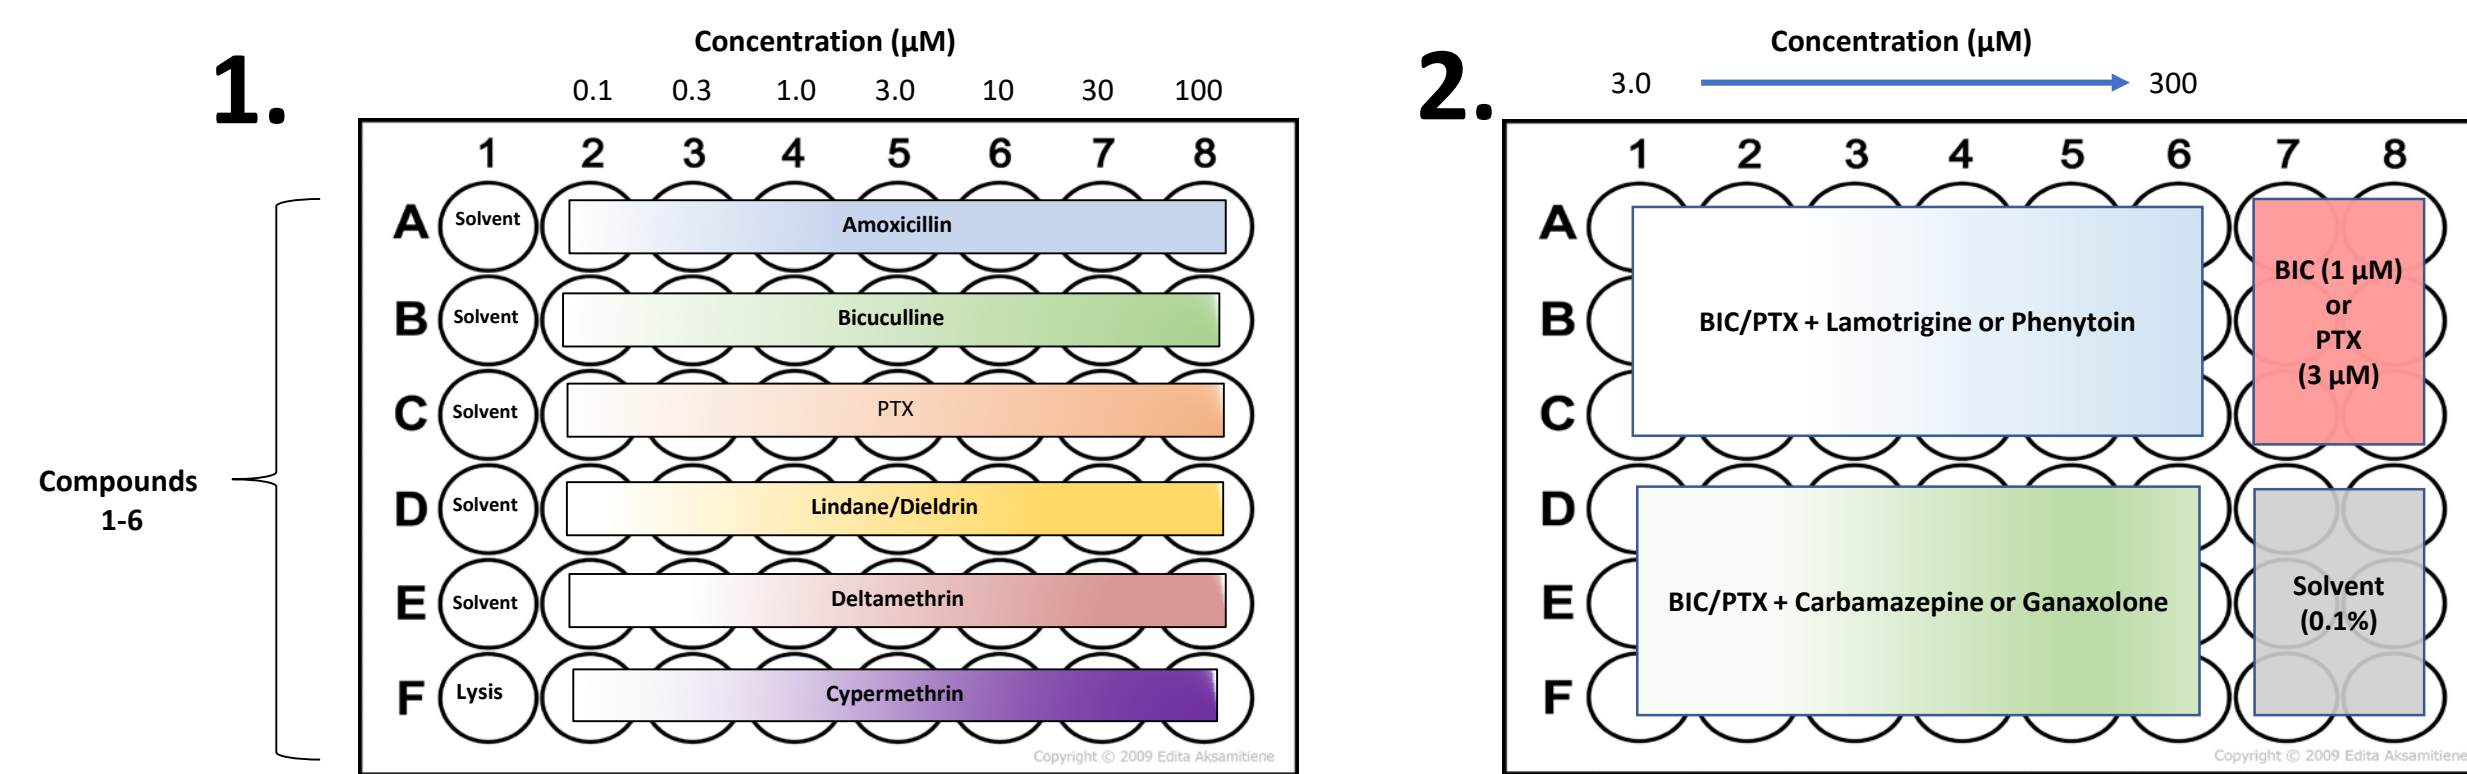 1.
Concentration (µM)
0.1 0.3 1.0 3.0 10 30 100
1 2 3 4 5 6 7 8
Compounds
1-6
A Solvent Amoxicillin
B Solvent Bicuculline
C Solvent PTX
D Solvent Lindane/Dieldrin
E Solvent Deltamethrin
F Lysis Cypermethrin
Copyright © 2009 Edita Aksamitiene
2.
Concentration (µM)
3.0 300
1 2 3 4 5 6 7 8
A
B
C
D
E
F
BIC/PTX + Lamotrigine or Phenytoin
BIC (1 µM)
or
PTX
(3 µM)
BIC/PTX + Carbamazepine or Ganaxolone
Solvent
(0.1%)
Copyright © 2009 Edita Aksamitiene